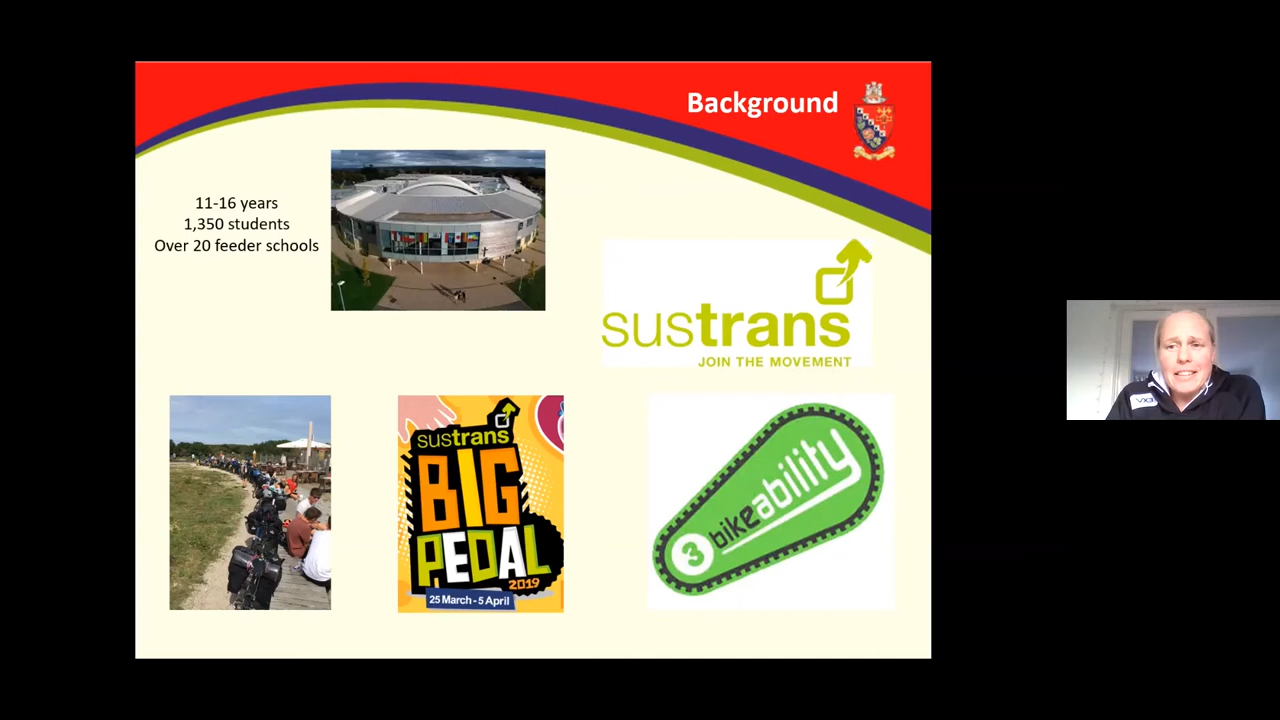 Background
11-16 years
1,350 students
Over 20 feeder schools
sustrans
JOIN THE MOVEMENT
sustrans
BIG
PEDAL
2019
25 March - 5 April
3 bikeability
VX3